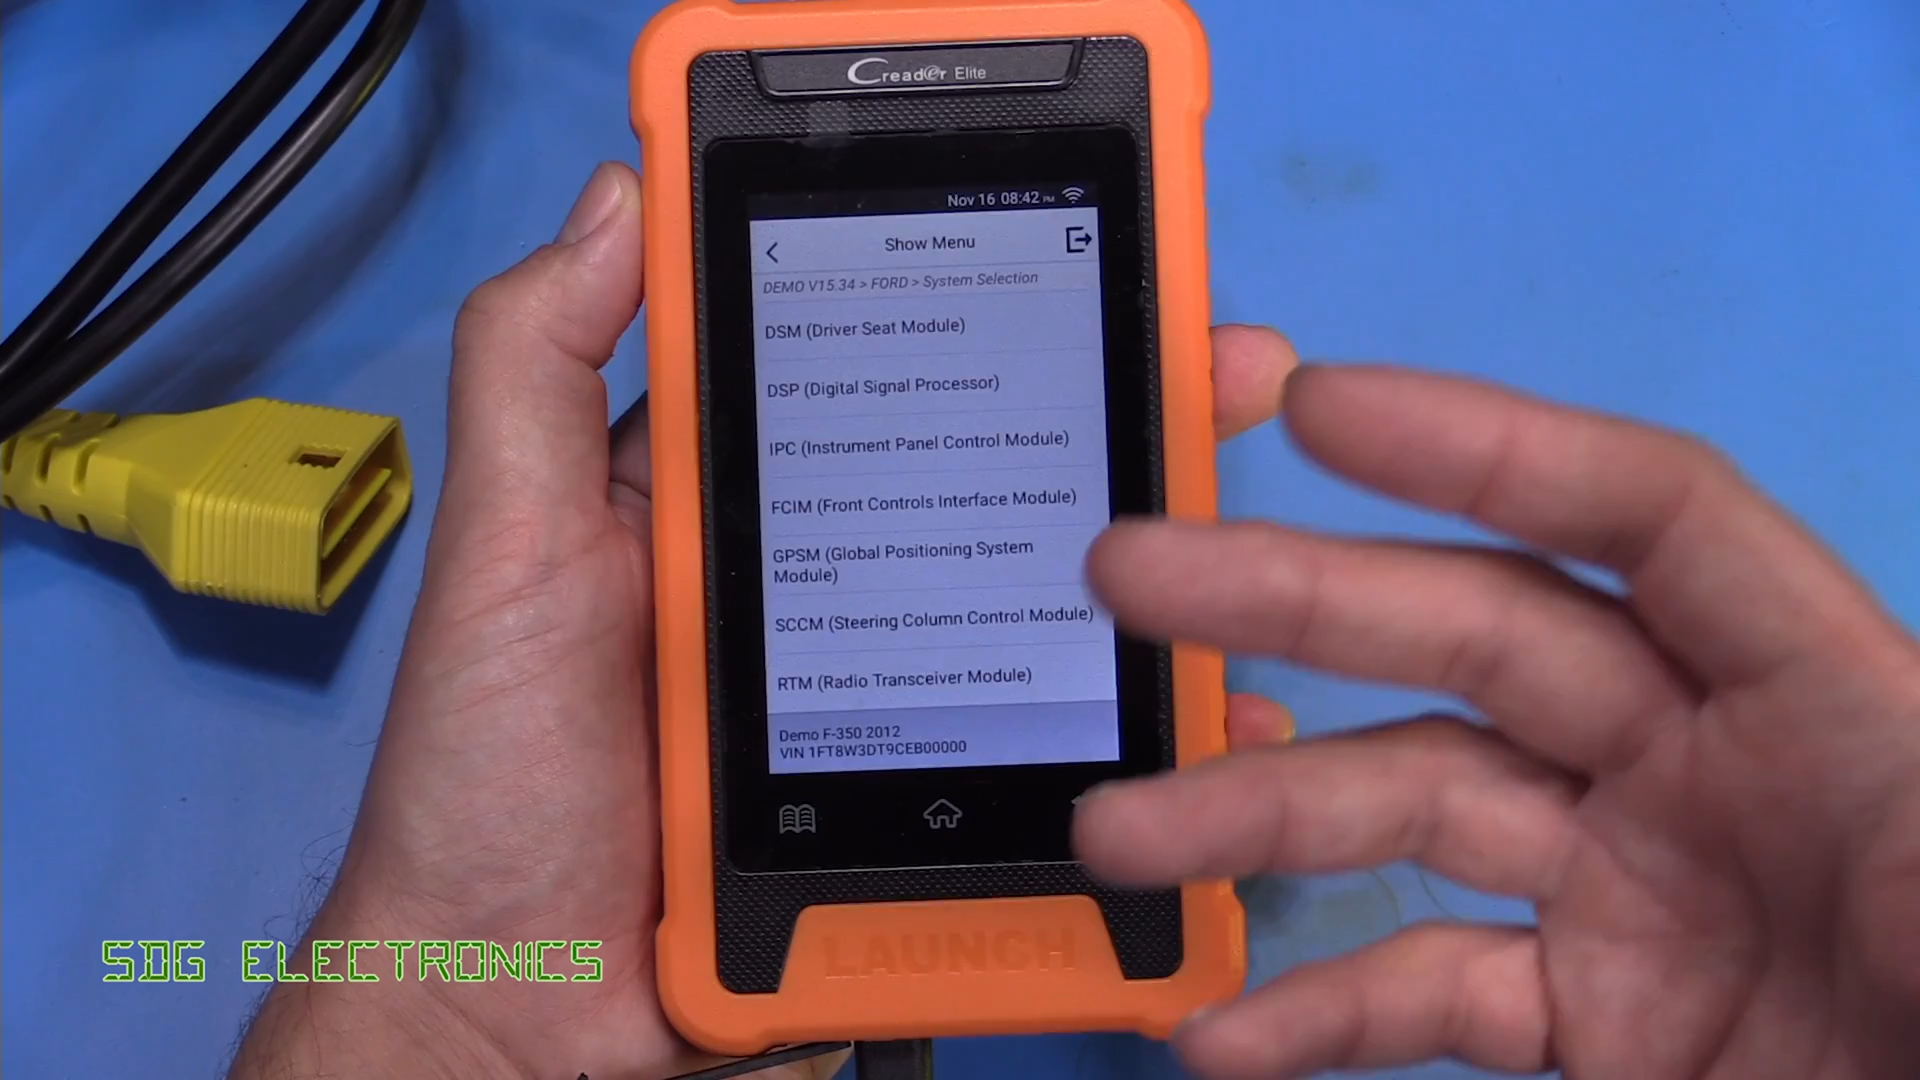 Creader Elite
Nov 16 08:42 PM
Show Menu
DEMO V15.34 > FORD > System Selection
DSM (Driver Seat Module)
DSP (Digital Signal Processor)
IPC (Instrument Panel Control Module)
FCIM (Front Controls Interface Module)
GPSM (Global Positioning System
Module)
SCCM (Steering Column Control Module)
RTM (Radio Transceiver Module)
Demo F-350 2012
VIN 1FT8W3DT9CEB00000
LAUNCH
SDG ELECTRONICS